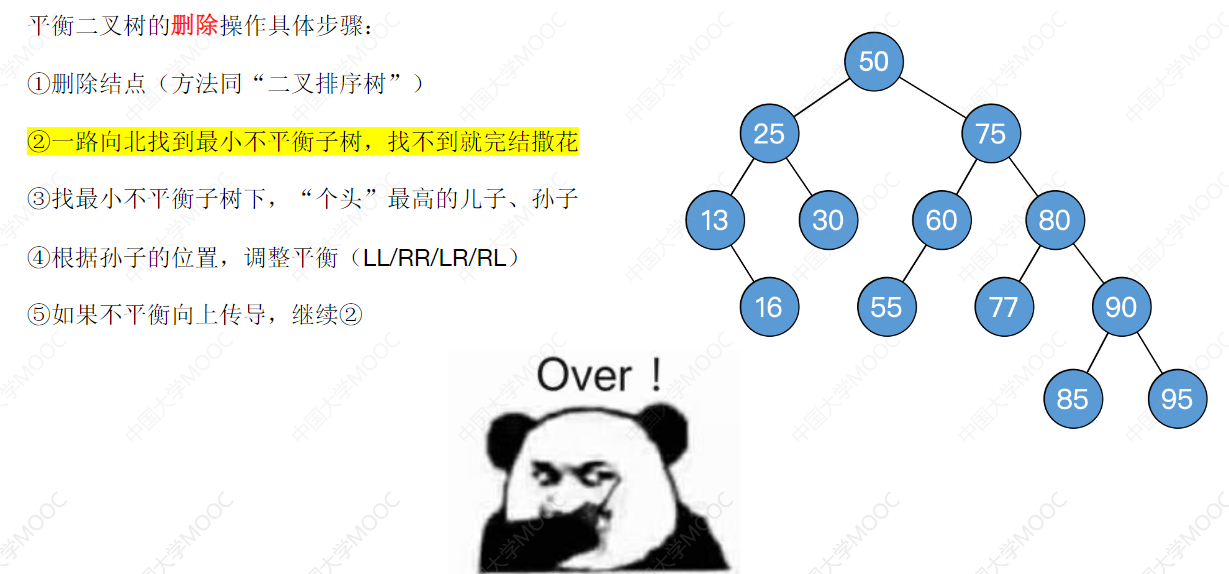 平衡二叉树的删除操作具体步骤：
①删除结点（方法同“二叉排序树”）
②一路向北找到最小不平衡子树，找不到就完结撒花
③找最小不平衡子树下，“个头”最高的儿子、孙子
④根据孙子的位置，调整平衡（LL/RR/LR/RL）
⑤如果不平衡向上传导，继续②
Over！
50
25 75
13 30 60 80
16 55 77 90
85 95
中国大学MOOC